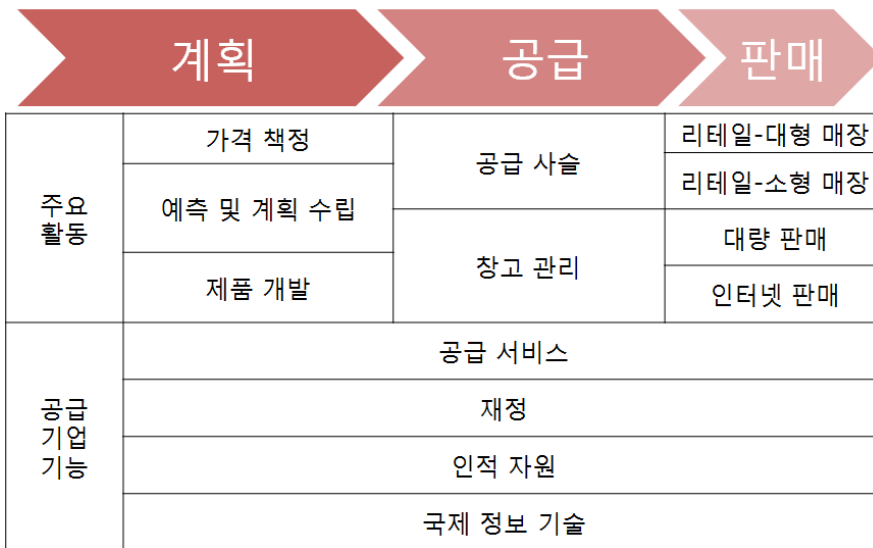 계획
공급
판매
주요
활동
가격 책정
예측 및 계획 수립
제품 개발
공급 사슬
창고 관리
리테일-대형 매장
리테일-소형 매장
대량 판매
인터넷 판매
공급
기업
기능
공급 서비스
재정
인적 자원
국제 정보 기술